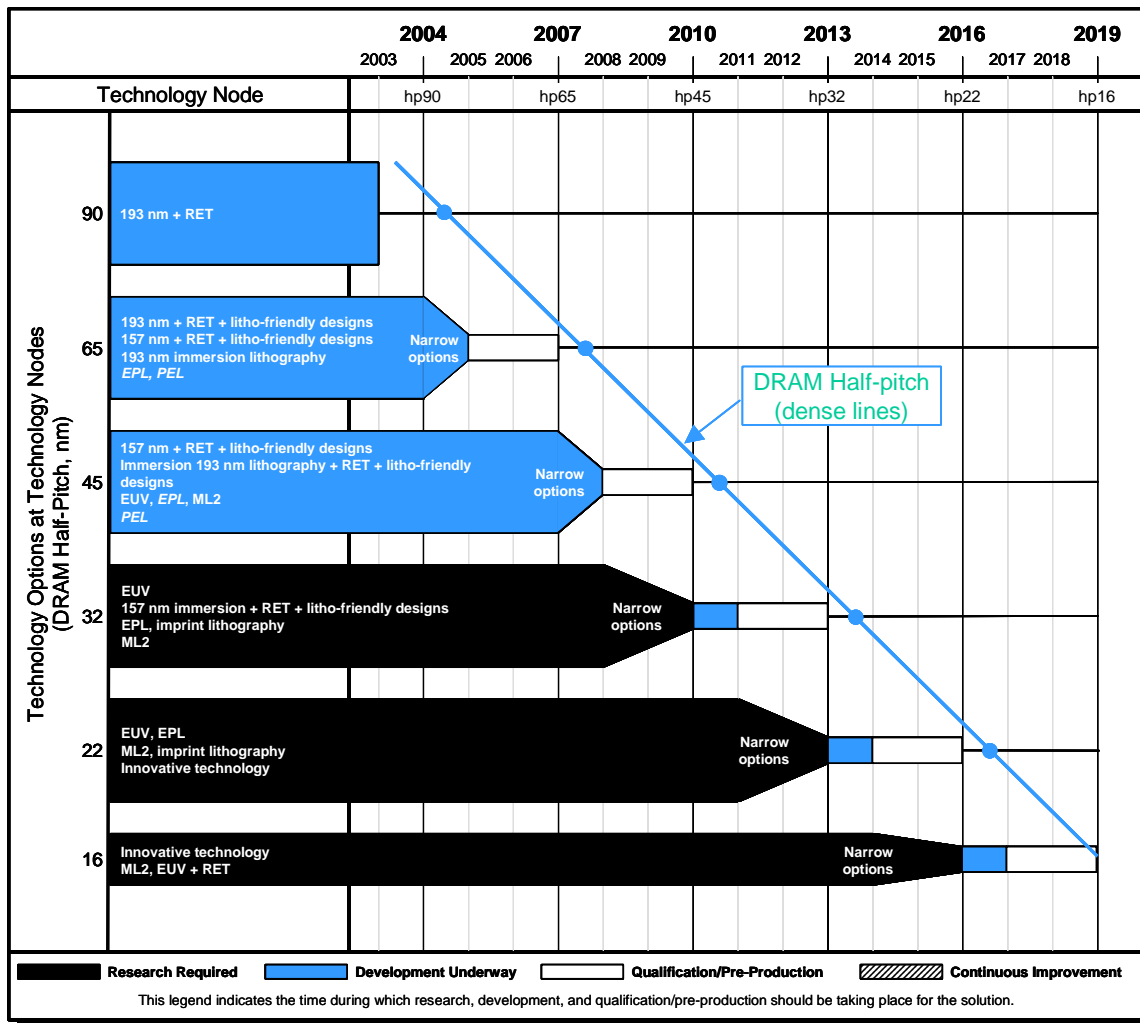 2004 2007 2010 2013 2016 2019
2003 2005 2006 2008 2009 2011 2012 2014 2015 2017 2018
Technology Node hp90 hp65 hp45 hp32 hp22 hp16
Technology Options at Technology Nodes
(DRAM Half-Pitch, nm)
90
193 nm + RET
65
193 nm + RET + litho-friendly designs
157 nm + RET + litho-friendly designs
193 nm immersion lithography
EPL, PEL
Narrow
options
DRAM Half-pitch
(dense lines)
45
157 nm + RET + litho-friendly designs
Immersion 193 nm lithography + RET + litho-friendly
designs
EUV, EPL, ML2
PEL
Narrow
options
32
EUV
157 nm immersion + RET + litho-friendly designs
EPL, imprint lithography
ML2
Narrow
options
22
EUV, EPL
ML2, imprint lithography
Innovative technology
Narrow
options
16
Innovative technology
ML2, EUV + RET
Narrow
options
Research Required Development Underway Qualification/Pre-Production Continuous Improvement
This legend indicates the time during which research, development, and qualification/pre-production should be taking place for the solution.